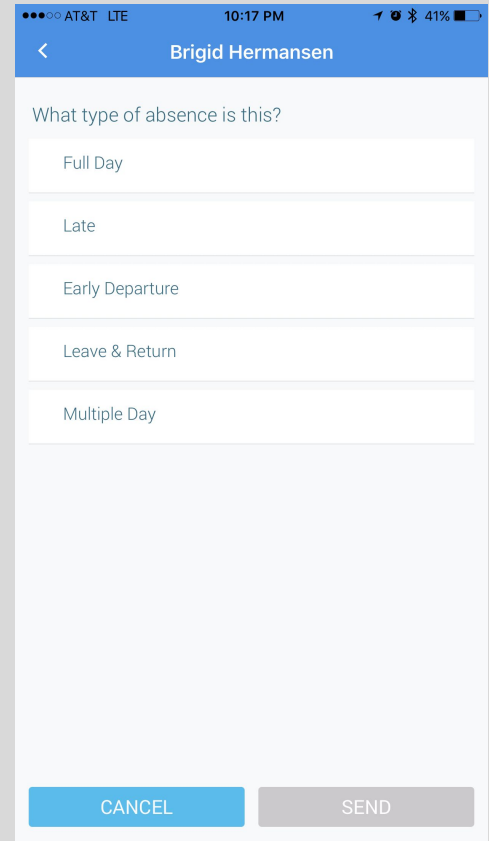 AT&T LTE 10:17 PM 41%
Brigid Hermansen
What type of absence is this?
Full Day
Late
Early Departure
Leave & Return
Multiple Day
CANCEL SEND